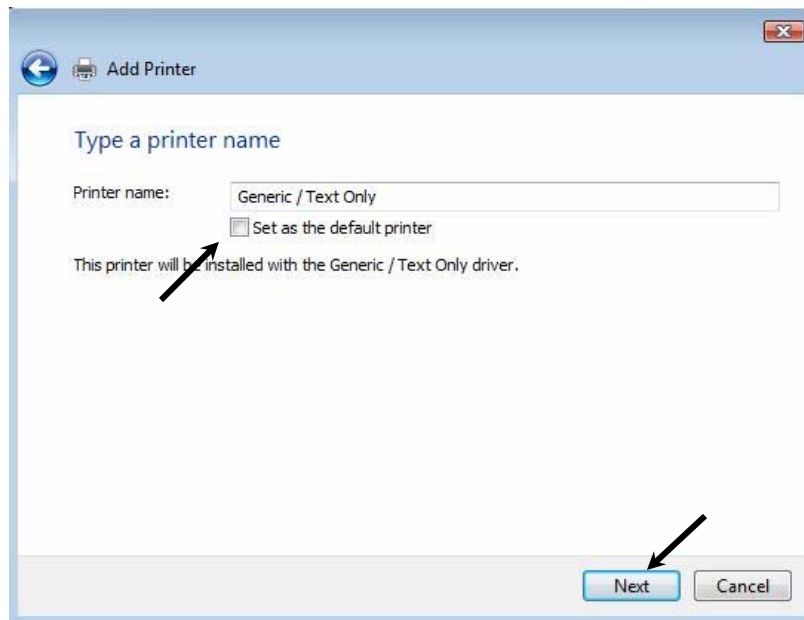 Add Printer
Type a printer name
Printer name: Generic / Text Only
Set as the default printer
This printer will be installed with the Generic / Text Only driver.
Next Cancel